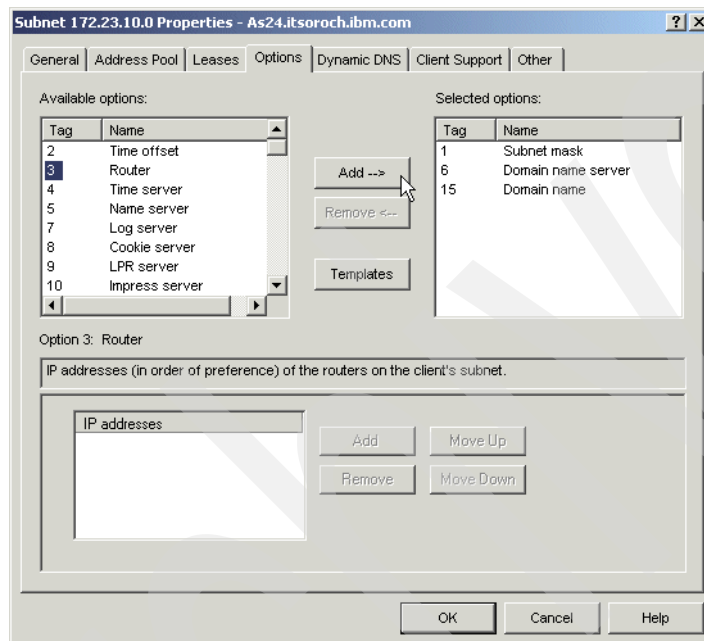 Subnet 172.23.10.0 Properties - As24.itsoroch.ibm.com
General Address Pool Leases Options Dynamic DNS Client Support Other
Available options:
Tag Name
2 Time offset
3 Router
4 Time server
5 Name server
7 Log server
8 Cookie server
9 LPR server
10 Impress server
Add -->
Remove <--
Templates
Selected options:
Tag Name
1 Subnet mask
6 Domain name server
15 Domain name
Option 3: Router
IP addresses (in order of preference) of the routers on the client's subnet.
IP addresses
Add Move Up
Remove Move Down
OK Cancel Help